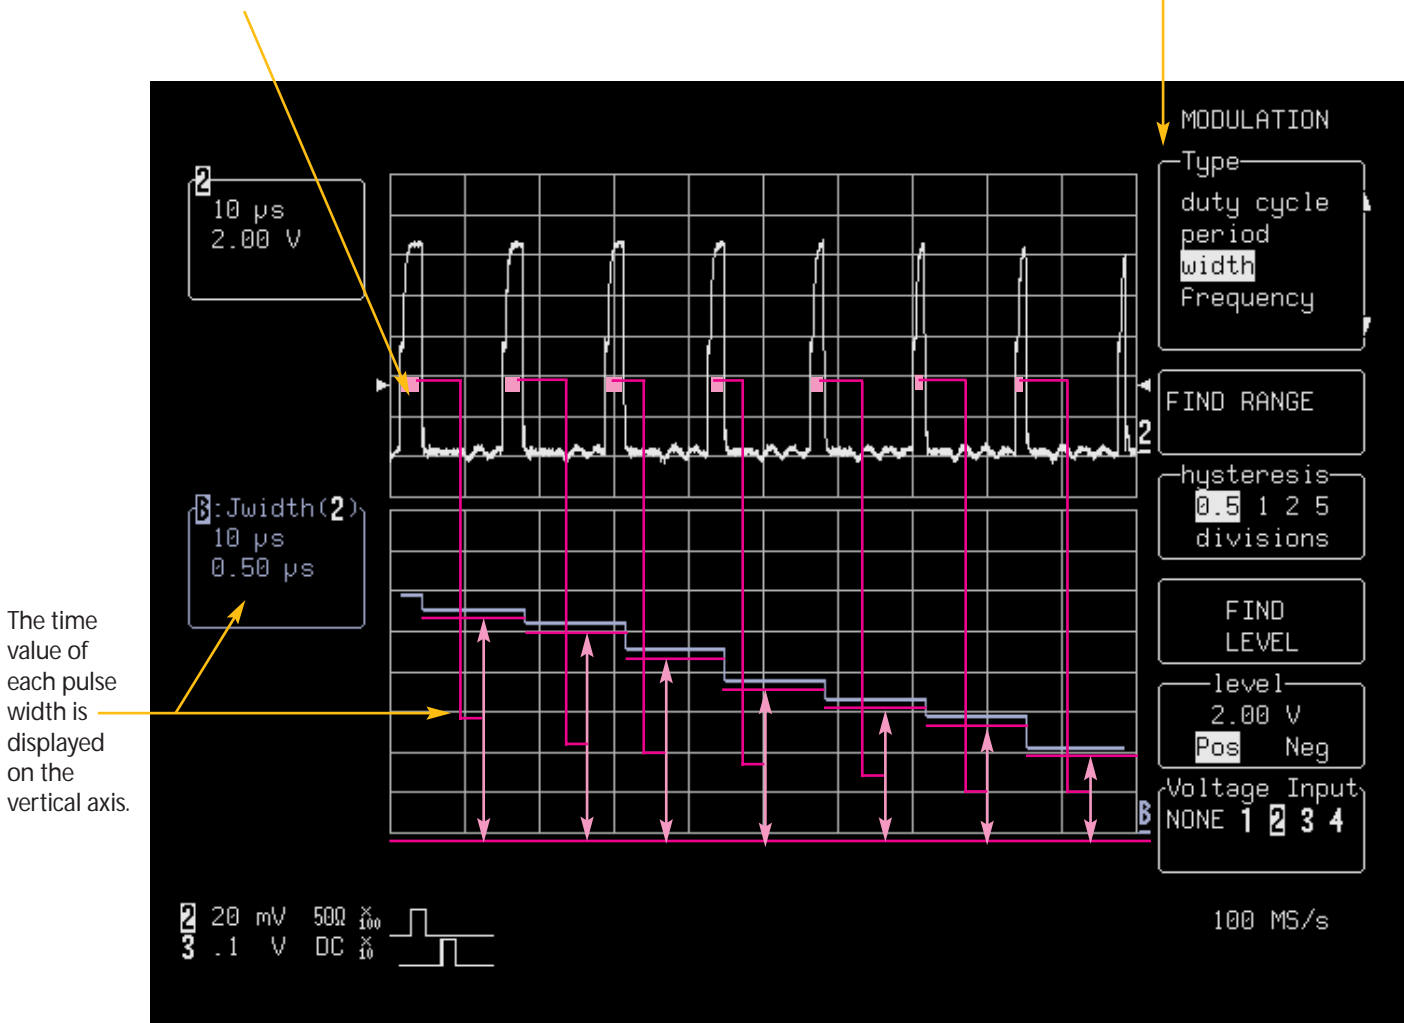 MODULATION
Type
duty cycle
period
width
Frequency
2
10 µs
2.00 V
FIND RANGE
2
hysteresis
0.5 1 2 5
divisions
B:Jwidth(2)
10 µs
0.50 µs
FIND
LEVEL
The time
value of
each pulse
width is
displayed
on the
vertical axis.
level
2.00 V
Pos Neg
Voltage Input
NONE 1 2 3 4
B
2 20 mV 50Ω × 100
3 .1 V DC × 10
100 MS/s